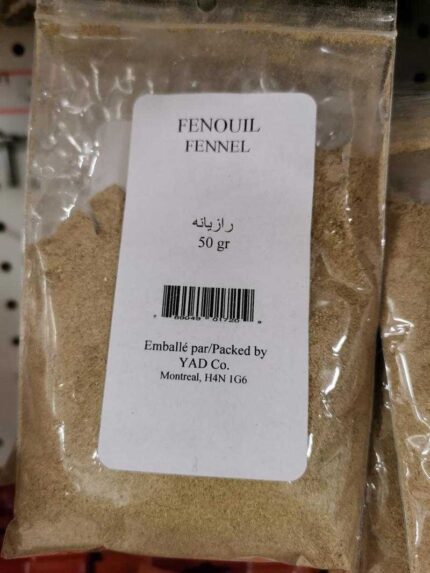 FENOUIL
FENNEL
رازیانه
50 gr
Emballé par/Packed by
YAD Co.
Montreal, H4N 1G6